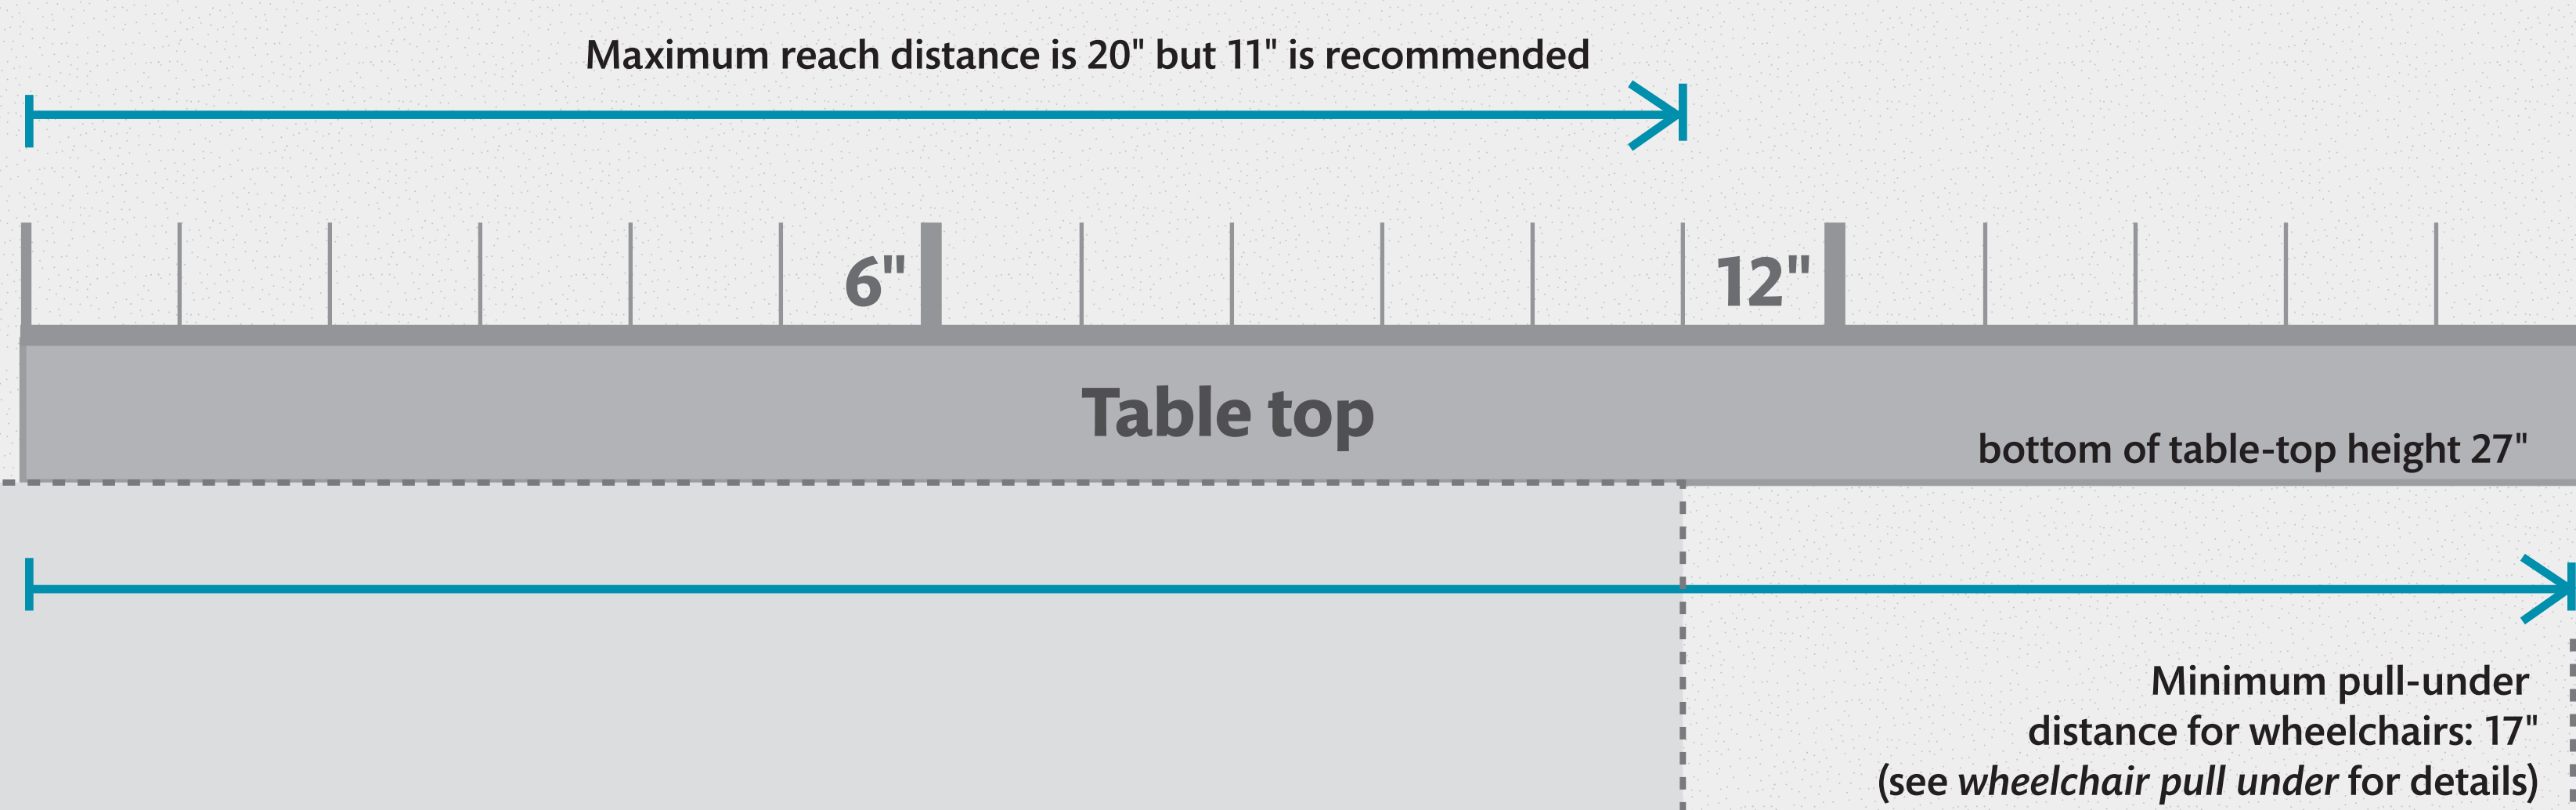 Maximum reach distance is 20" but 11" is recommended
6"
12"
Table top
bottom of table-top height 27"
Minimum pull-under
distance for wheelchairs: 17"
(see wheelchair pull under for details)